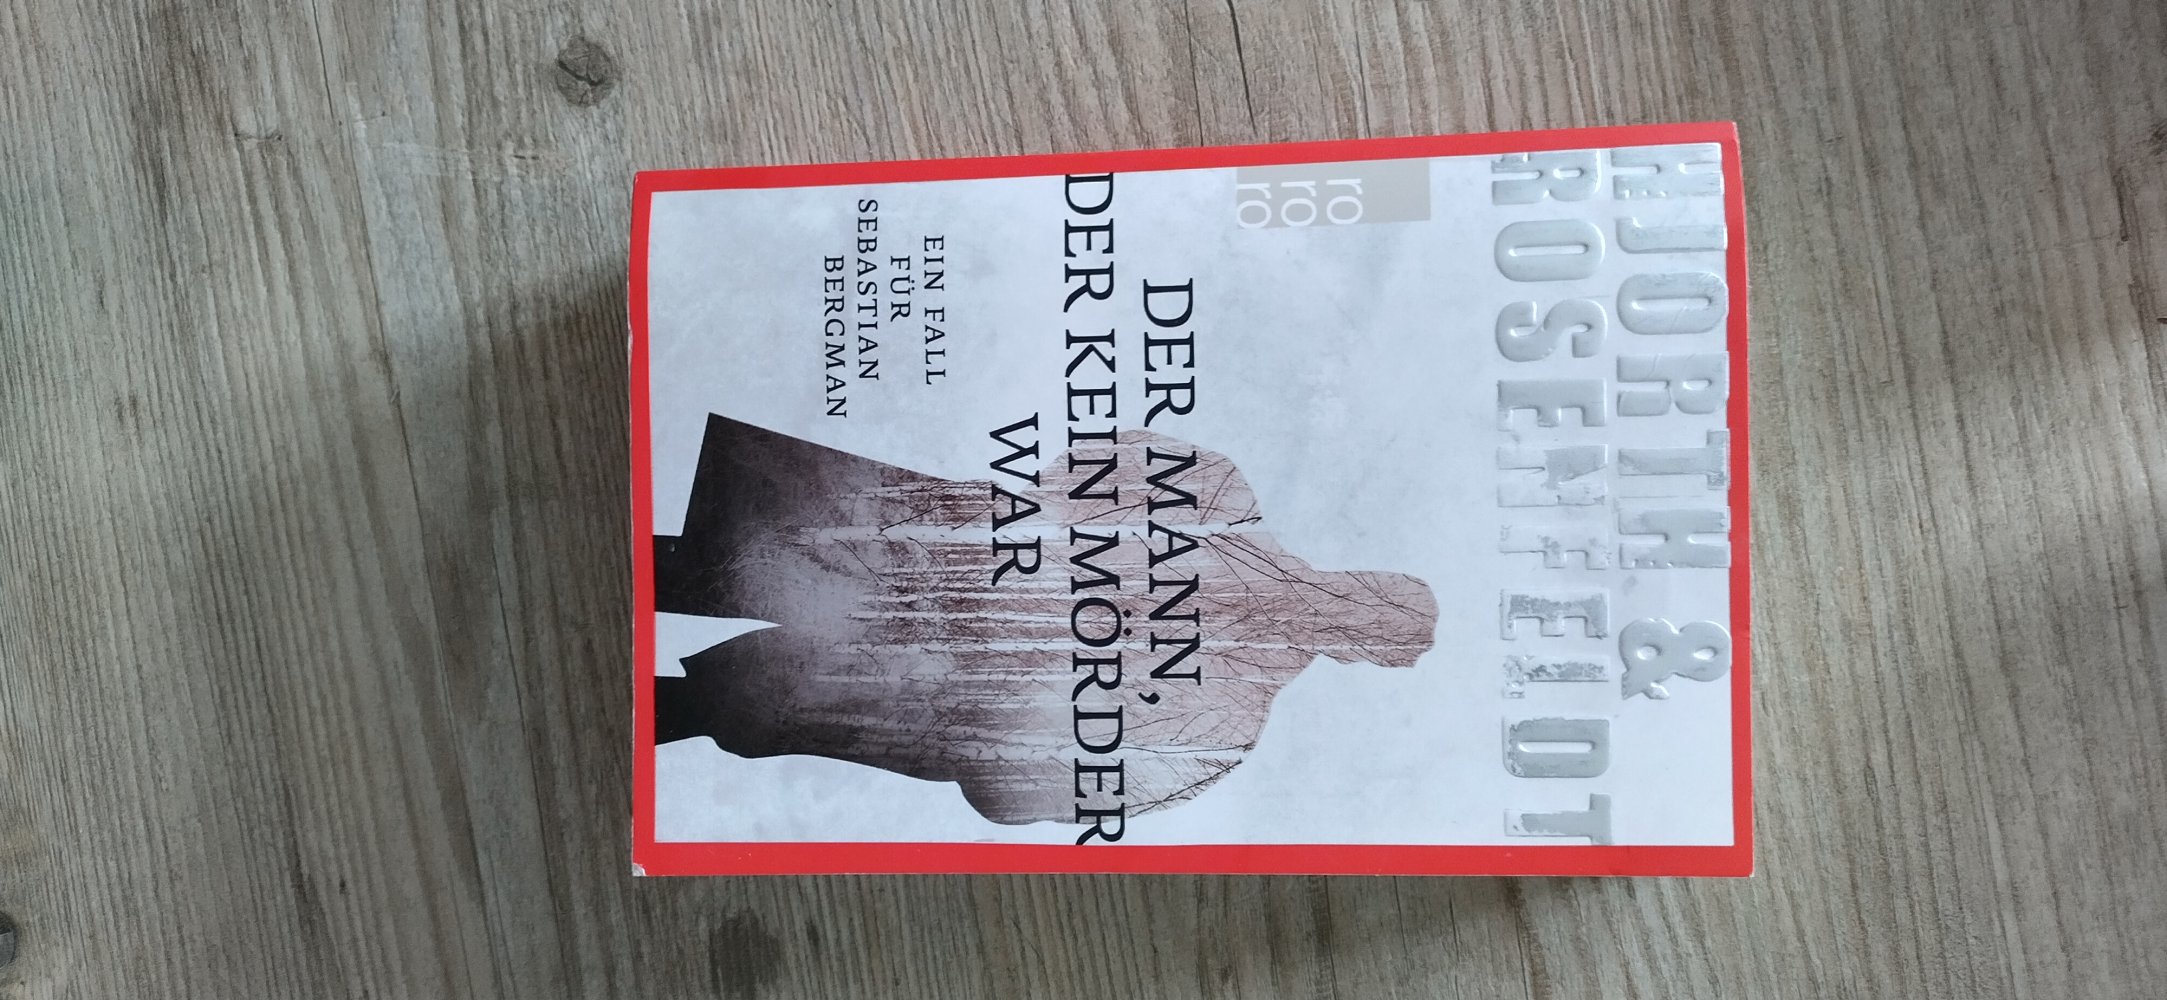 HJORTH &
ROSENFELDT
ro
ro
ro
DER MANN,
DER KEIN MÖRDER
WAR
EIN FALL
FÜR
SEBASTIAN
BERGMAN